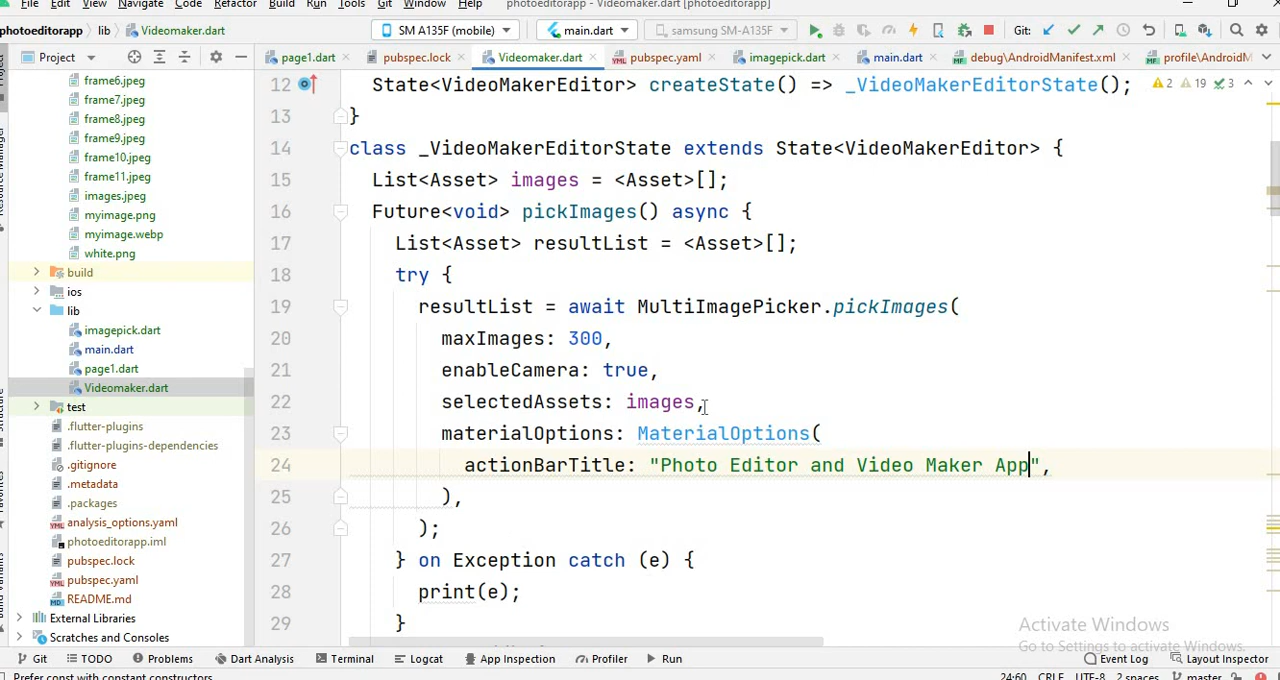 File Edit View Navigate Code Refactor Build Run Tools Git Window Help photoeditorapp - Videomaker.dart [photoeditorapp]
photoeditorapp lib Videomaker.dart SM A135F (mobile) main.dart samsung SM-A135F Git:
Project page1.dart pubspec.lock Videomaker.dart pubspec.yaml imagepick.dart main.dart debug\AndroidManifest.xml profile\AndroidM
frame6.jpeg
frame7.jpeg
frame8.jpeg
frame9.jpeg
frame10.jpeg
frame11.jpeg
images.jpeg
myimage.png
myimage.webp
white.png
build
ios
lib
imagepick.dart
main.dart
page1.dart
Videomaker.dart
test
.flutter-plugins
.flutter-plugins-dependencies
.gitignore
.metadata
.packages
analysis_options.yaml
photoeditorapp.iml
pubspec.lock
pubspec.yaml
README.md
External Libraries
Scratches and Consoles
2 19 3
12 State<VideoMakerEditor> createState() => _VideoMakerEditorState();
13 }
14 class _VideoMakerEditorState extends State<VideoMakerEditor> {
15 List<Asset> images = <Asset>[];
16 Future<void> pickImages() async {
17 List<Asset> resultList = <Asset>[];
18 try {
19 resultList = await MultiImagePicker.pickImages(
20 maxImages: 300,
21 enableCamera: true,
22 selectedAssets: images,
23 materialOptions: MaterialOptions(
24 actionBarTitle: "Photo Editor and Video Maker App",
25 ),
26 );
27 } on Exception catch (e) {
28 print(e);
29 }
Activate Windows
Go to Settings to activate Windows.
Git TODO Problems Dart Analysis Terminal Logcat App Inspection Profiler Run Event Log Layout Inspector
Prefer const with constant constructors 24:60 CRLF UTF-8 2 spaces master